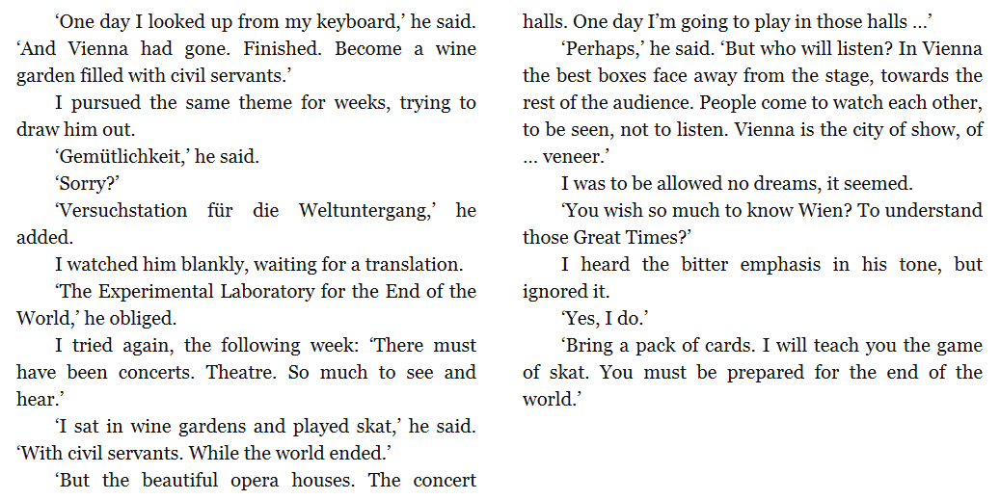 ‘One day I looked up from my keyboard,’ he said.
‘And Vienna had gone. Finished. Become a wine
garden filled with civil servants.’
I pursued the same theme for weeks, trying to
draw him out.
‘Gemütlichkeit,’ he said.
‘Sorry?’
‘Versuchstation für die Weltuntergang,’ he
added.
I watched him blankly, waiting for a translation.
‘The Experimental Laboratory for the End of the
World,’ he obliged.
I tried again, the following week: ‘There must
have been concerts. Theatre. So much to see and
hear.’
‘I sat in wine gardens and played skat,’ he said.
‘With civil servants. While the world ended.’
‘But the beautiful opera houses. The concert
halls. One day I’m going to play in those halls ...’
‘Perhaps,’ he said. ‘But who will listen? In Vienna
the best boxes face away from the stage, towards the
rest of the audience. People come to watch each other,
to be seen, not to listen. Vienna is the city of show, of
... veneer.’
I was to be allowed no dreams, it seemed.
‘You wish so much to know Wien? To understand
those Great Times?’
I heard the bitter emphasis in his tone, but
ignored it.
‘Yes, I do.’
‘Bring a pack of cards. I will teach you the game
of skat. You must be prepared for the end of the
world.’